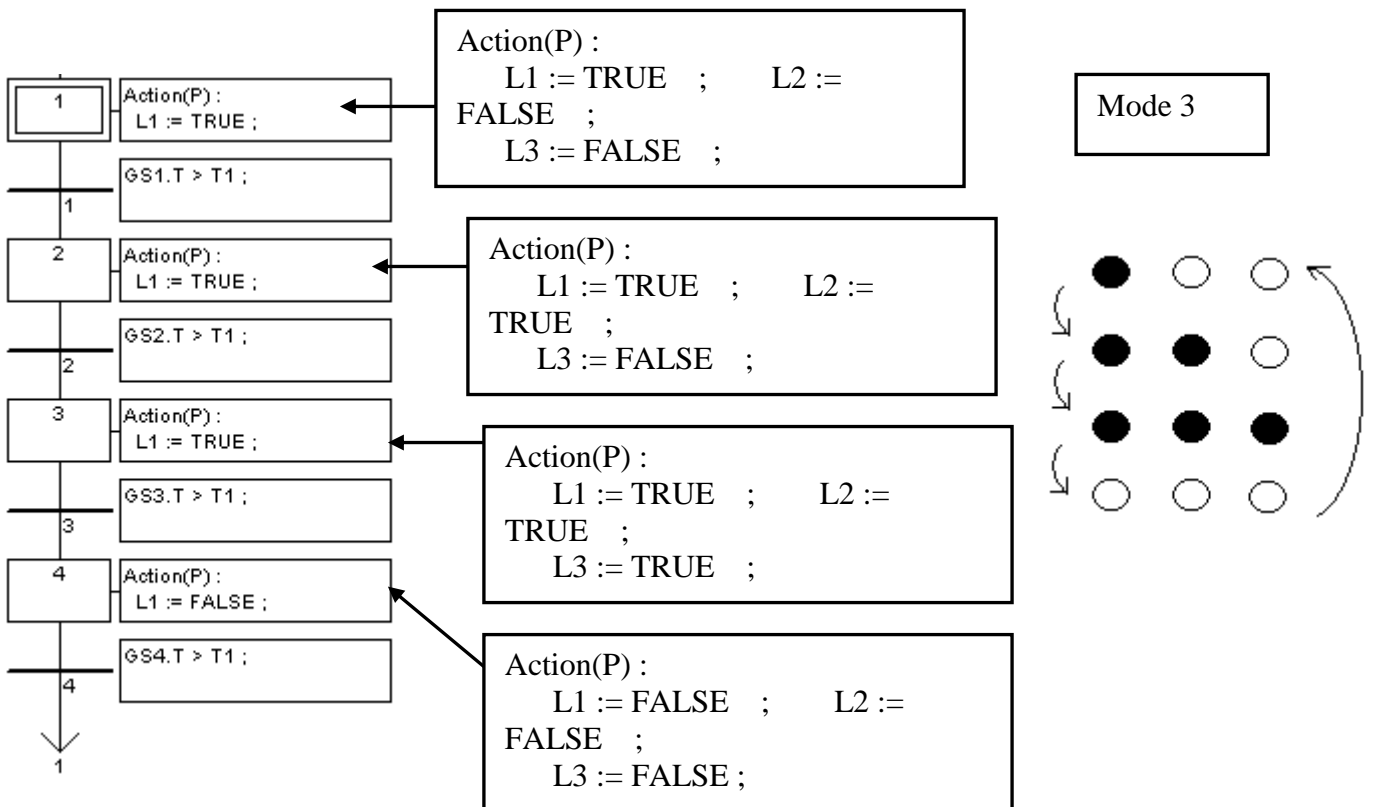 1
Action(P) :
L1 := TRUE ;
GS1.T > T1 ;
1
2
Action(P) :
L1 := TRUE ;
GS2.T > T1 ;
2
3
Action(P) :
L1 := TRUE ;
GS3.T > T1 ;
3
4
Action(P) :
L1 := FALSE ;
GS4.T > T1 ;
4
1
Action(P) :
L1 := TRUE ; L2 :=
FALSE ;
L3 := FALSE ;
Action(P) :
L1 := TRUE ; L2 :=
TRUE ;
L3 := FALSE ;
Action(P) :
L1 := TRUE ; L2 :=
TRUE ;
L3 := TRUE ;
Action(P) :
L1 := FALSE ; L2 :=
FALSE ;
L3 := FALSE ;
Mode 3